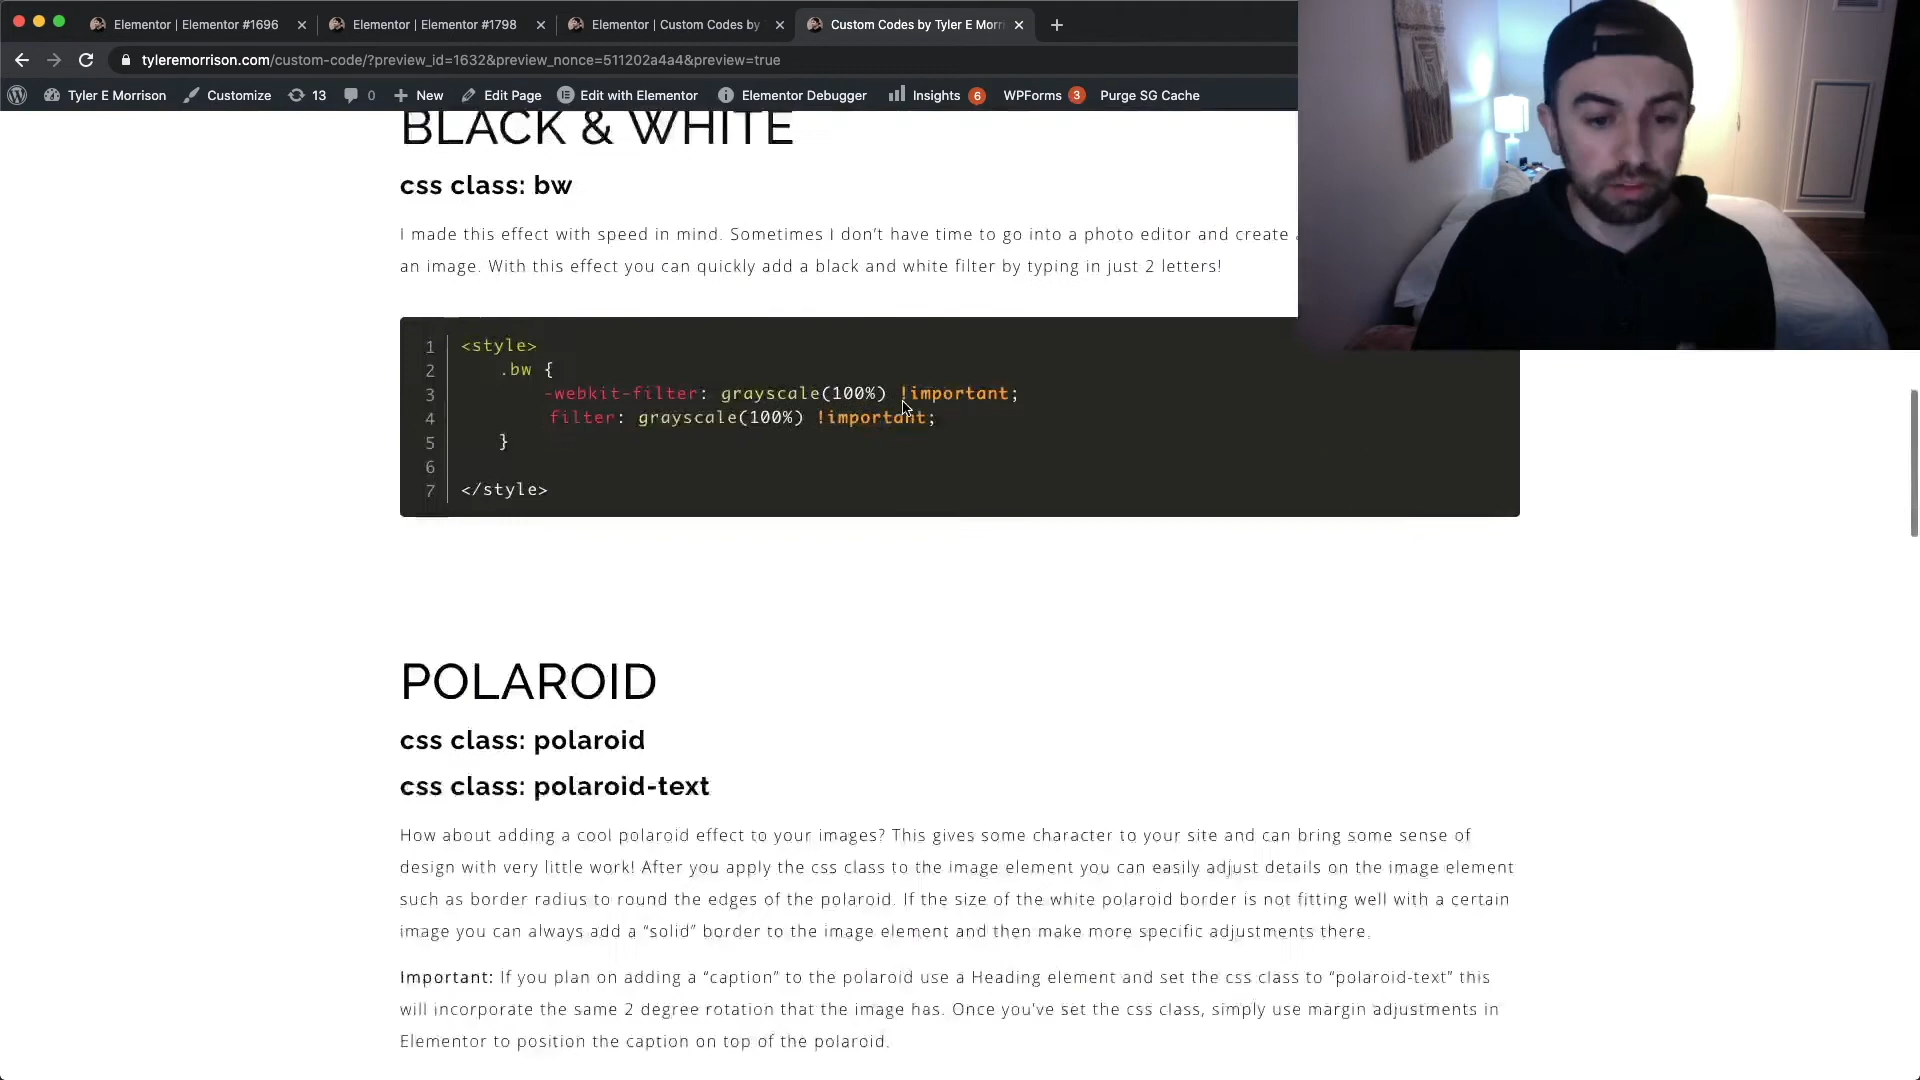 Elementor | Elementor #1696
Elementor | Elementor #1798
Elementor | Custom Codes by
Custom Codes by Tyler E Morri
tyleremorrison.com/custom-code/?preview_id=1632&preview_nonce=511202a4a4&preview=true
Tyler E Morrison
Customize
13
0
New
Edit Page
Edit with Elementor
Elementor Debugger
Insights 6
WPForms 3
Purge SG Cache
BLACK & WHITE
css class: bw
I made this effect with speed in mind. Sometimes I don’t have time to go into a photo editor and create
an image. With this effect you can quickly add a black and white filter by typing in just 2 letters!
1 <style>
2 .bw {
3 -webkit-filter: grayscale(100%) !important;
4 filter: grayscale(100%) !important;
5 }
6
7 </style>
POLAROID
css class: polaroid
css class: polaroid-text
How about adding a cool polaroid effect to your images? This gives some character to your site and can bring some sense of
design with very little work! After you apply the css class to the image element you can easily adjust details on the image element
such as border radius to round the edges of the polaroid. If the size of the white polaroid border is not fitting well with a certain
image you can always add a “solid” border to the image element and then make more specific adjustments there.
Important: If you plan on adding a “caption” to the polaroid use a Heading element and set the css class to “polaroid-text” this
will incorporate the same 2 degree rotation that the image has. Once you've set the css class, simply use margin adjustments in
Elementor to position the caption on top of the polaroid.